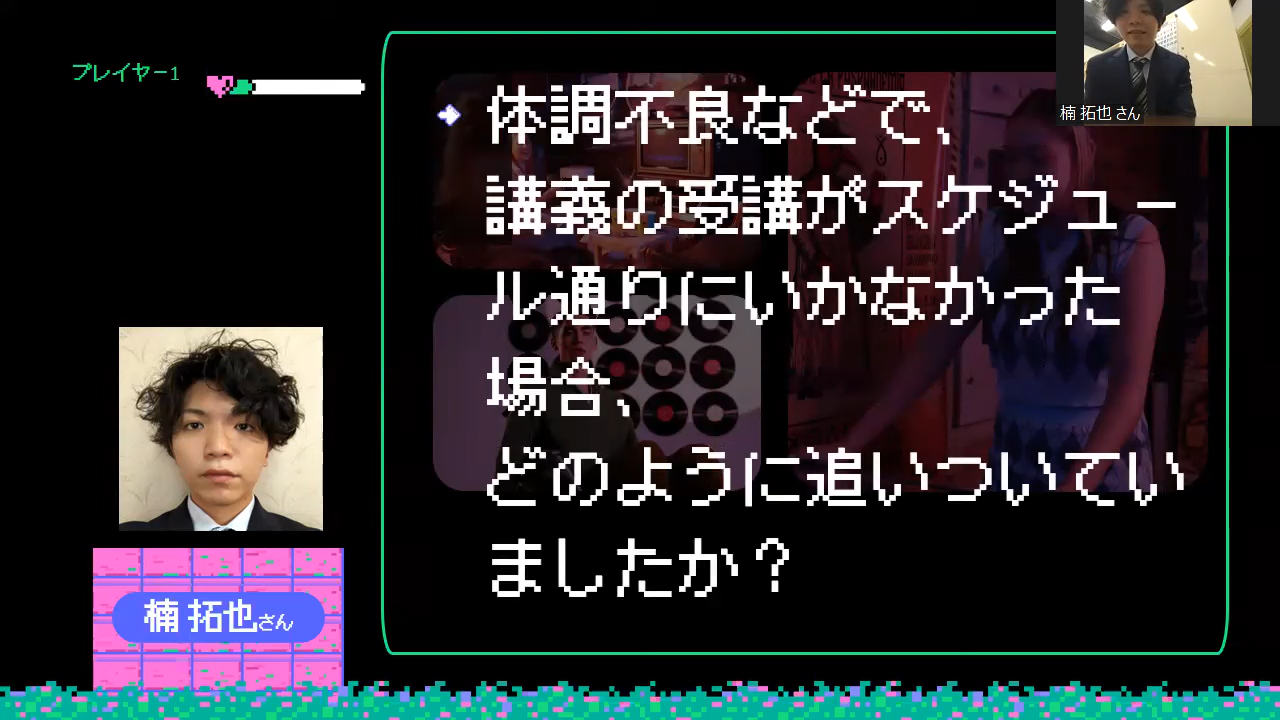 プレイヤー1
楠 拓也 さん
体調不良などで、
講義の受講がスケジュー
ル通りにいかなかった
場合、
どのように追いついてい
ましたか？
楠 拓也さん